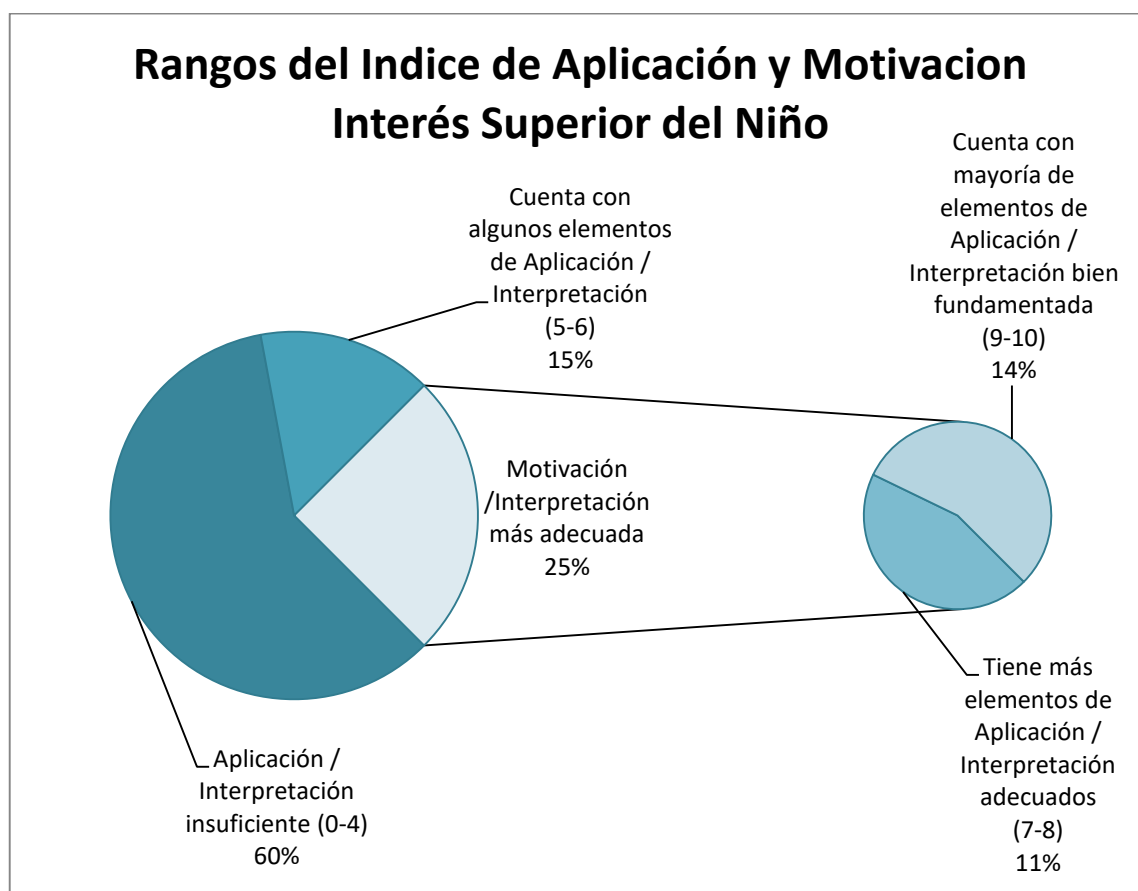 Rangos del Indice de Aplicación y Motivacion
Interés Superior del Niño
Cuenta con
algunos elementos
de Aplicación /
Interpretación
(5-6)
15%
Cuenta con
mayoría de
elementos de
Aplicación /
Interpretación bien
fundamentada
(9-10)
14%
Motivación
/Interpretación
más adecuada
25%
Aplicación /
Interpretación
insuficiente (0-4)
60%
Tiene más
elementos de
Aplicación /
Interpretación
adecuados
(7-8)
11%